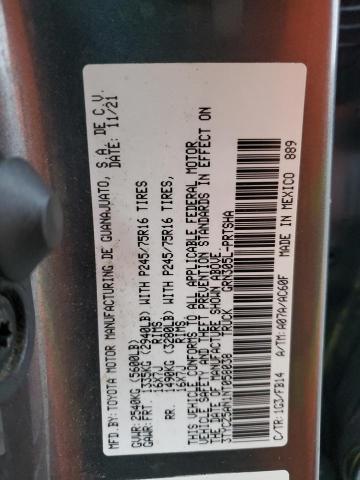 MFD.BY:TOYOTA MOTOR MANUFACTURING DE GUANAJUATO, S.A. DE C.V.
DATE: 11/21
GVWR: 2540KG (5600LB)
GAWR: FRT. 1335KG (2940LB) WITH P245/75R16 TIRES
16X7J RIMS
RR. 1490KG (3280LB) WITH P245/75R16 TIRES
16X7J RIMS
THIS VEHICLE CONFORMS TO ALL APPLICABLE FEDERAL MOTOR
VEHICLE SAFETY AND THEFT PREVENTION STANDARDS IN EFFECT ON
THE DATE OF MANUFACTURE SHOWN ABOVE.
3TYCZ5AN1NT058038 TRUCK GRN305L-PRTSHA
C/TR:1G3/FB14 A/TM:A07A/AC60F MADE IN MEXICO 889